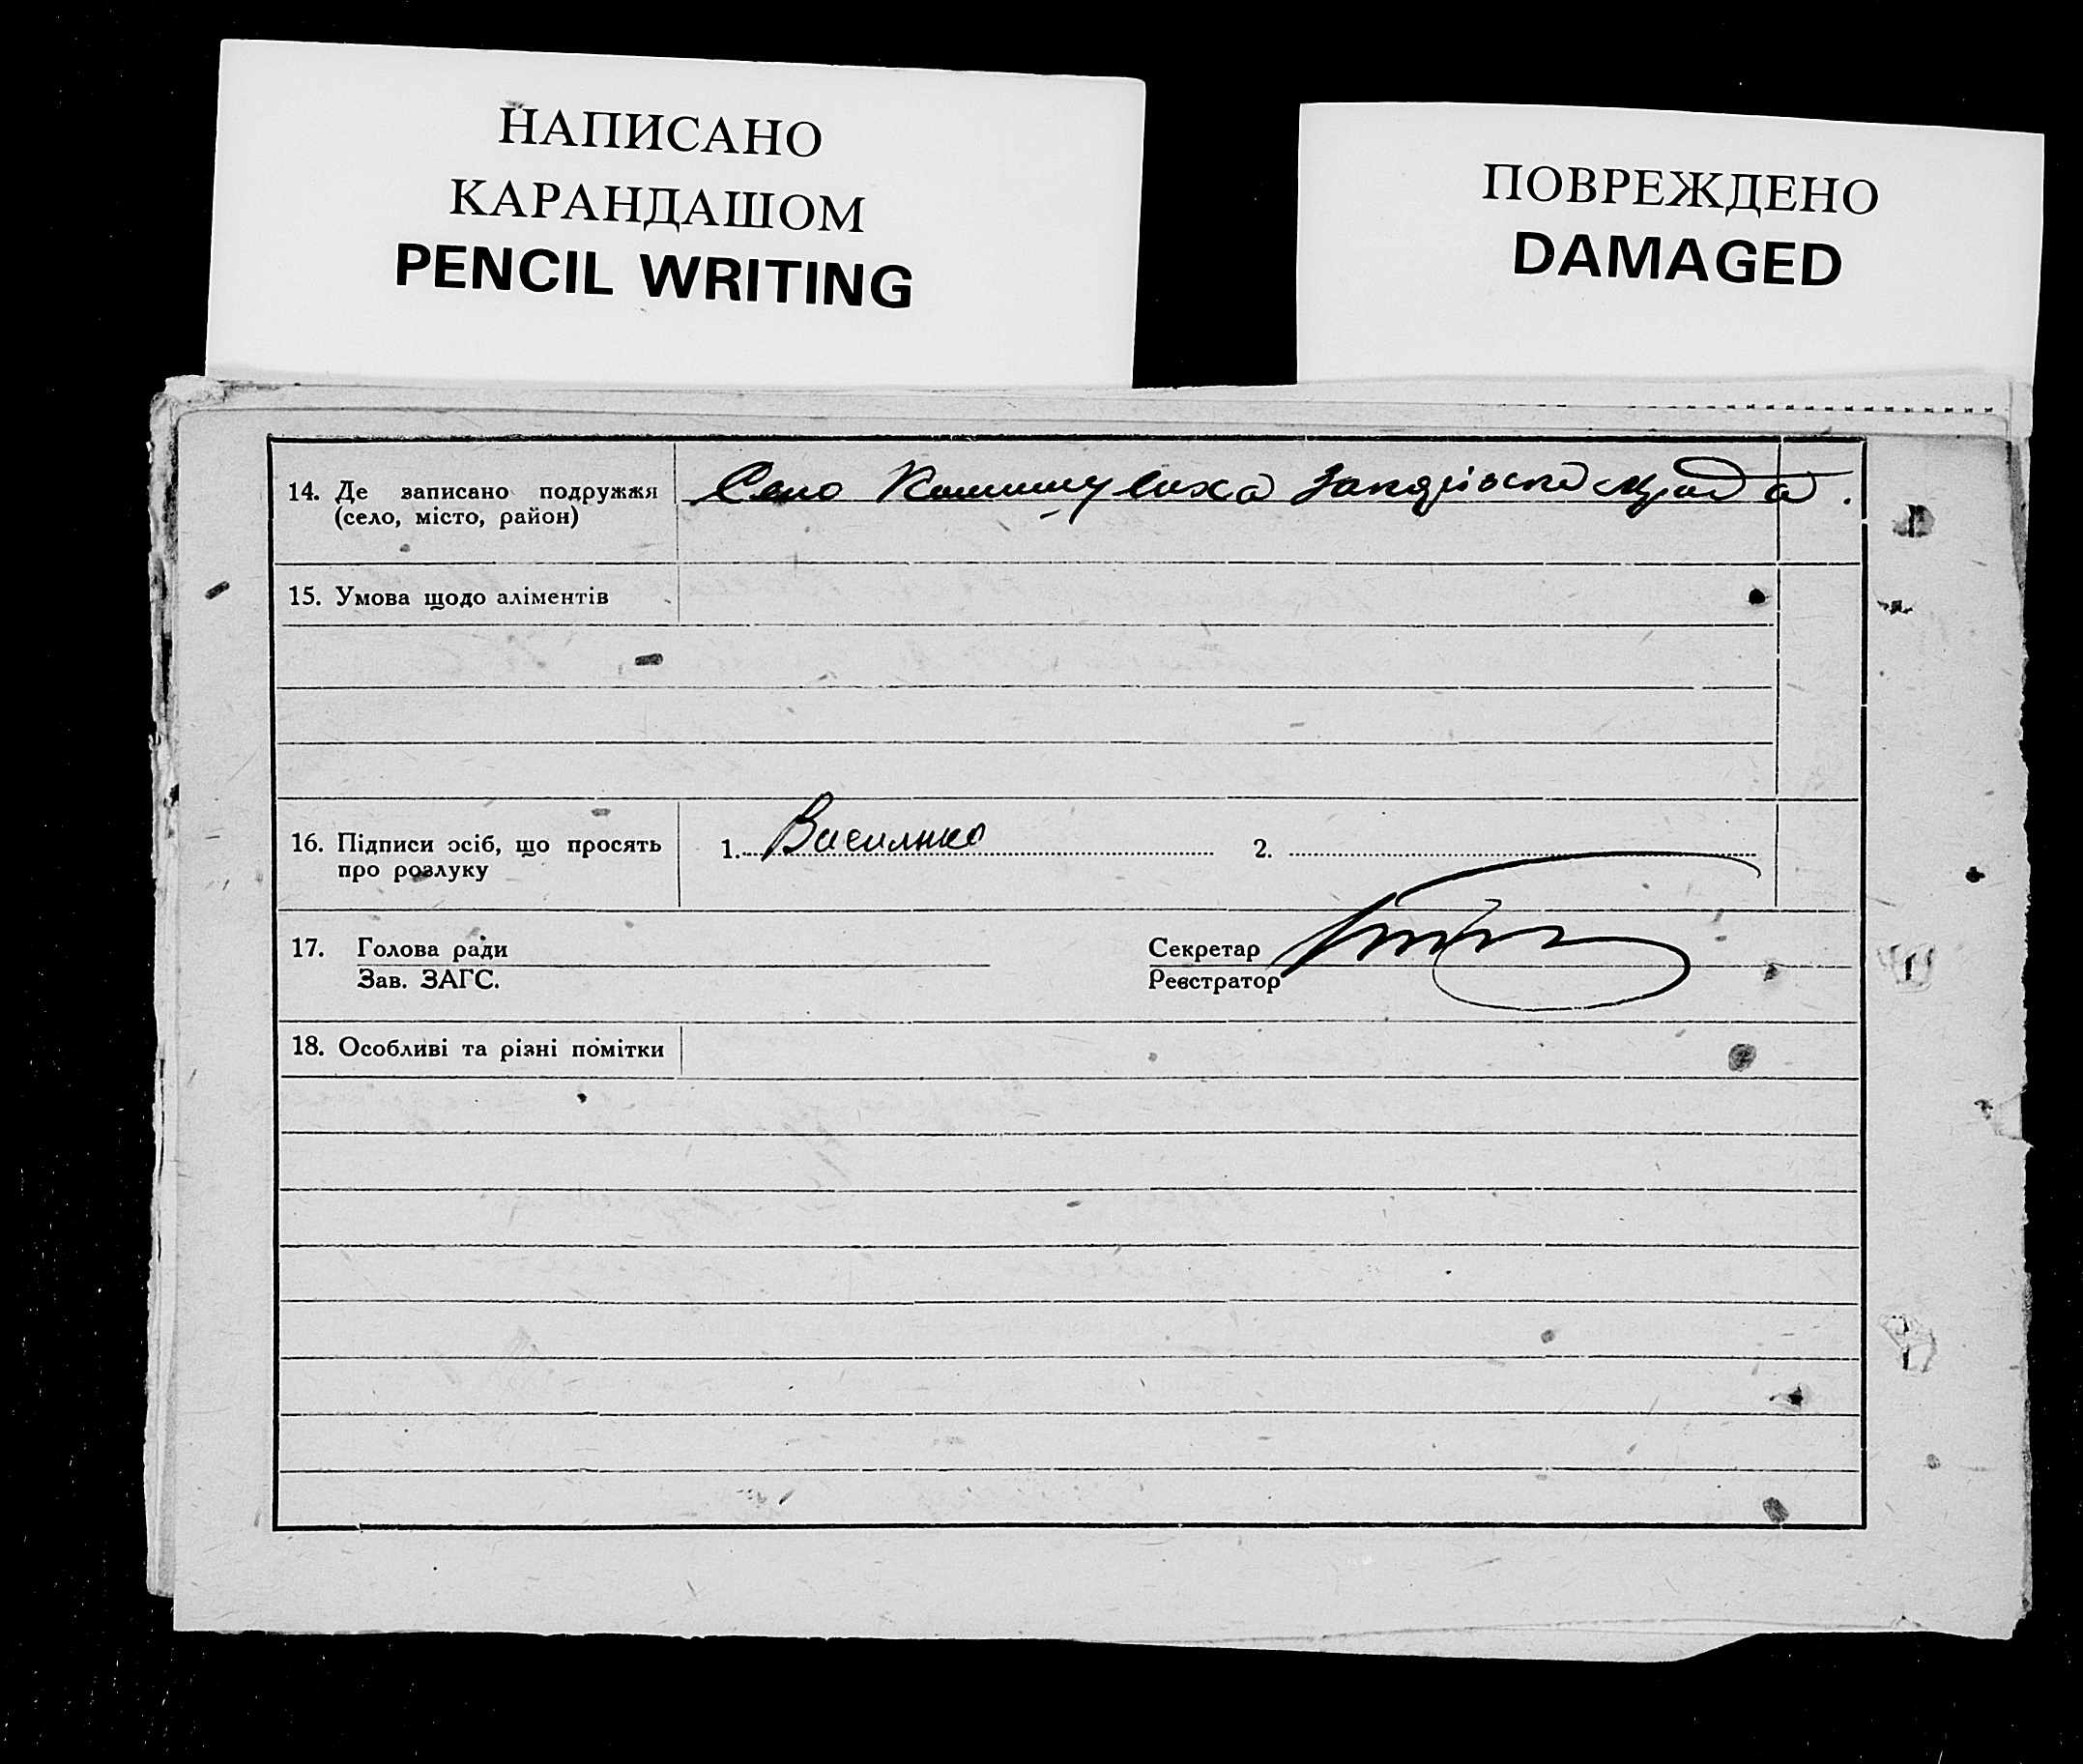 НАПИСАНО
КАРАНДАШОМ
PENCIL WRITING
ПОВРЕЖДЕНО
DAMAGED
14. Де записано подружжя Село
(село, місто, район)
15. Умова щодо аліментів
16. Підписи осіб, що просять 1. Василико 2.
про розлуку
17. Голова ради Секретар
Зав. ЗАГС. Реєстратор
18. Особливі та різні помітки